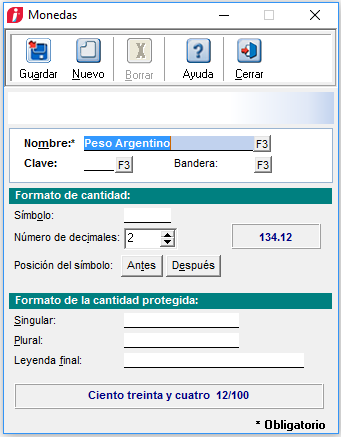 Monedas
Guardar Nuevo Borrar Ayuda Cerrar
Nombre:* Peso Argentino F3
Clave: F3 Bandera: F3
Formato de cantidad:
Símbolo:
Número de decimales: 2 134.12
Posición del símbolo: Antes Después
Formato de la cantidad protegida:
Singular:
Plural:
Leyenda final:
Ciento treinta y cuatro 12/100
* Obligatorio